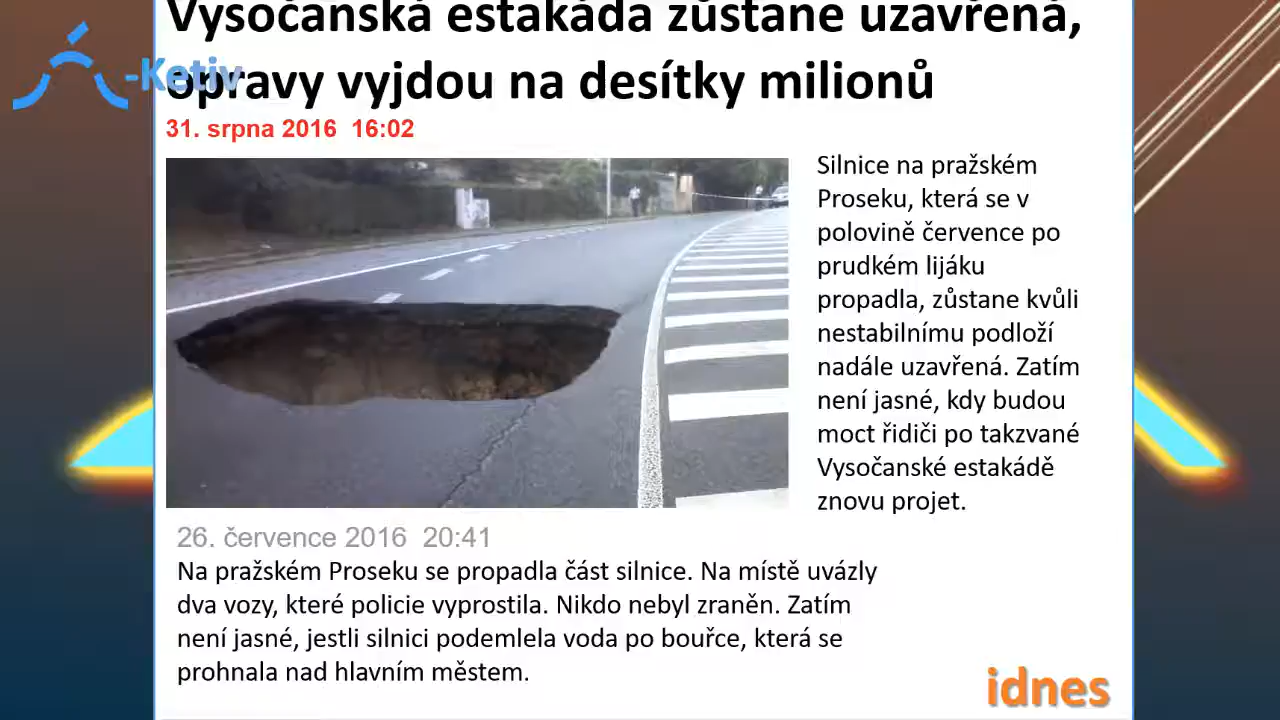 Vysočanská estakáda zůstane uzavřená,
opravy vyjdou na desítky milionů
-Ketiv
31. srpna 2016 16:02
Silnice na pražském
Proseku, která se v
polovině července po
prudkém lijáku
propadla, zůstane kvůli
nestabilnímu podloží
nadále uzavřená. Zatím
není jasné, kdy budou
moct řidiči po takzvané
Vysočanské estakádě
znovu projet.
26. července 2016 20:41
Na pražském Proseku se propadla část silnice. Na místě uvázly
dva vozy, které policie vyprostila. Nikdo nebyl zraněn. Zatím
není jasné, jestli silnici podemlela voda po bouřce, která se
prohnala nad hlavním městem.
idnes